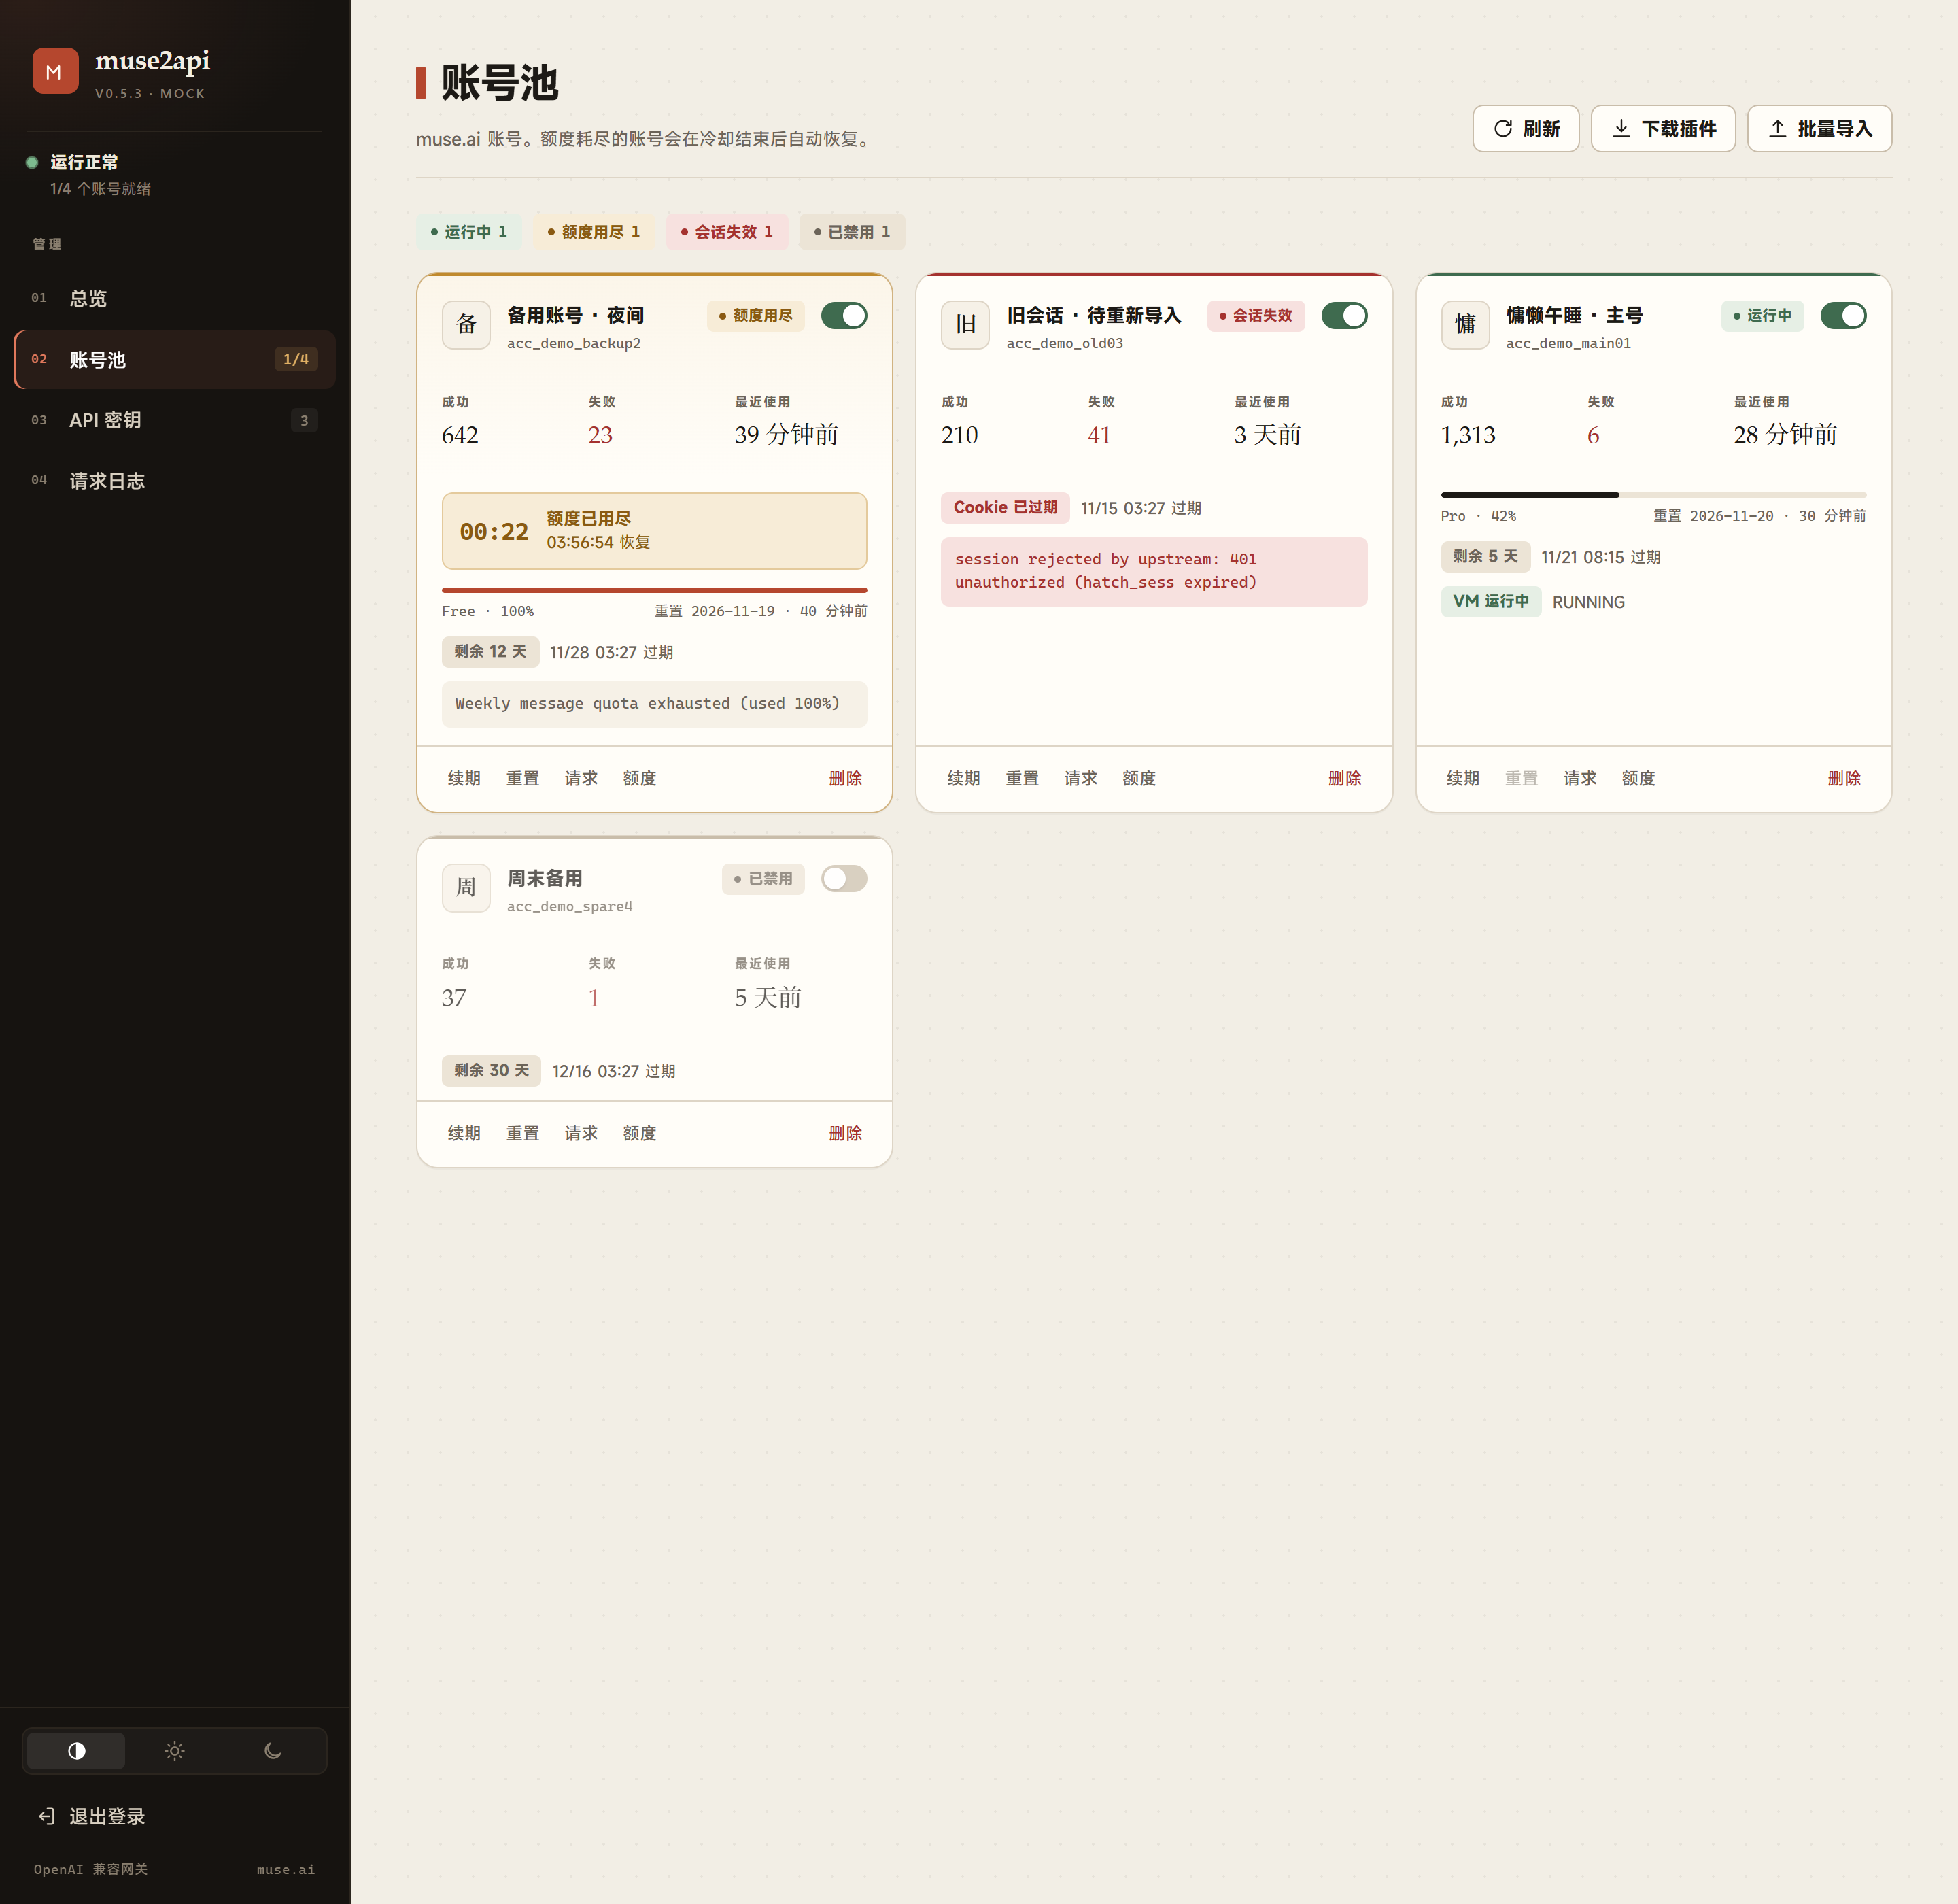 M
muse2api
V0.5.3 · MOCK
运行正常
1/4 个账号就绪
管理
01 总览
02 账号池 1/4
03 API 密钥 3
04 请求日志
退出登录
OpenAI 兼容网关 muse.ai
账号池
muse.ai 账号。额度耗尽的账号会在冷却结束后自动恢复。
刷新 下载插件 批量导入
运行中 1 额度用尽 1 会话失效 1 已禁用 1
备 备用账号 · 夜间 额度用尽
acc_demo_backup2
成功 失败 最近使用
642 23 39 分钟前
00:22 额度已用尽
03:56:54 恢复
Free · 100% 重置 2026-11-19 · 40 分钟前
剩余 12 天 11/28 03:27 过期
Weekly message quota exhausted (used 100%)
续期 重置 请求 额度 删除
旧 旧会话 · 待重新导入 会话失效
acc_demo_old03
成功 失败 最近使用
210 41 3 天前
Cookie 已过期 11/15 03:27 过期
session rejected by upstream: 401
unauthorized (hatch_sess expired)
续期 重置 请求 额度 删除
慵 慵懒午睡 · 主号 运行中
acc_demo_main01
成功 失败 最近使用
1,313 6 28 分钟前
Pro · 42% 重置 2026-11-20 · 30 分钟前
剩余 5 天 11/21 08:15 过期
VM 运行中 RUNNING
续期 重置 请求 额度 删除
周 周末备用 已禁用
acc_demo_spare4
成功 失败 最近使用
37 1 5 天前
剩余 30 天 12/16 03:27 过期
续期 重置 请求 额度 删除